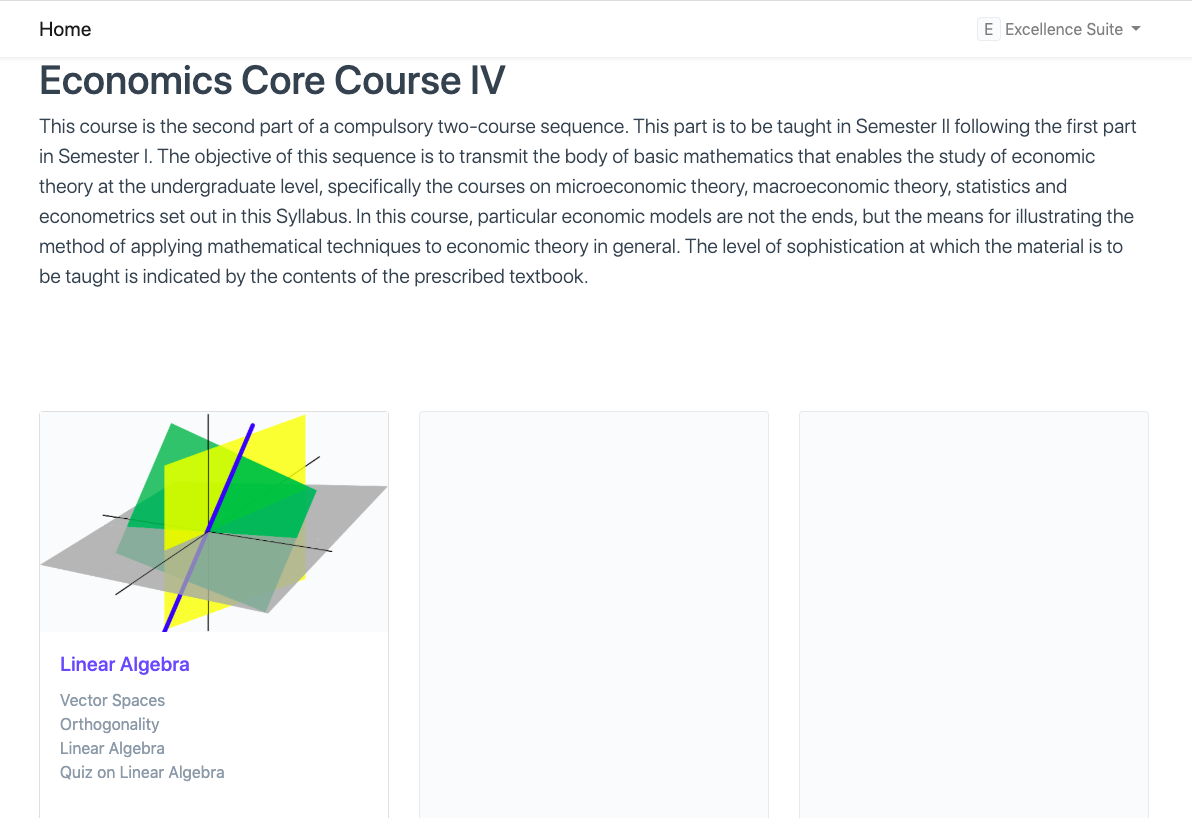 Home
E Excellence Suite
Economics Core Course IV
This course is the second part of a compulsory two-course sequence. This part is to be taught in Semester II following the first part
in Semester I. The objective of this sequence is to transmit the body of basic mathematics that enables the study of economic
theory at the undergraduate level, specifically the courses on microeconomic theory, macroeconomic theory, statistics and
econometrics set out in this Syllabus. In this course, particular economic models are not the ends, but the means for illustrating the
method of applying mathematical techniques to economic theory in general. The level of sophistication at which the material is to
be taught is indicated by the contents of the prescribed textbook.
Linear Algebra
Vector Spaces
Orthogonality
Linear Algebra
Quiz on Linear Algebra